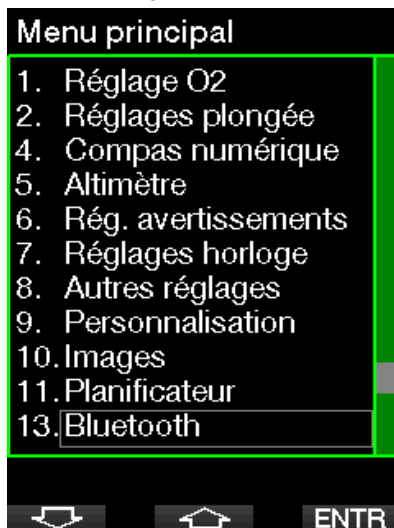 Menu principal
1. Réglage O2
2. Réglages plongée
4. Compas numérique
5. Altimètre
6. Rég. avertissements
7. Réglages horloge
8. Autres réglages
9. Personnalisation
10. Images
11. Planificateur
13. Bluetooth
ENTR